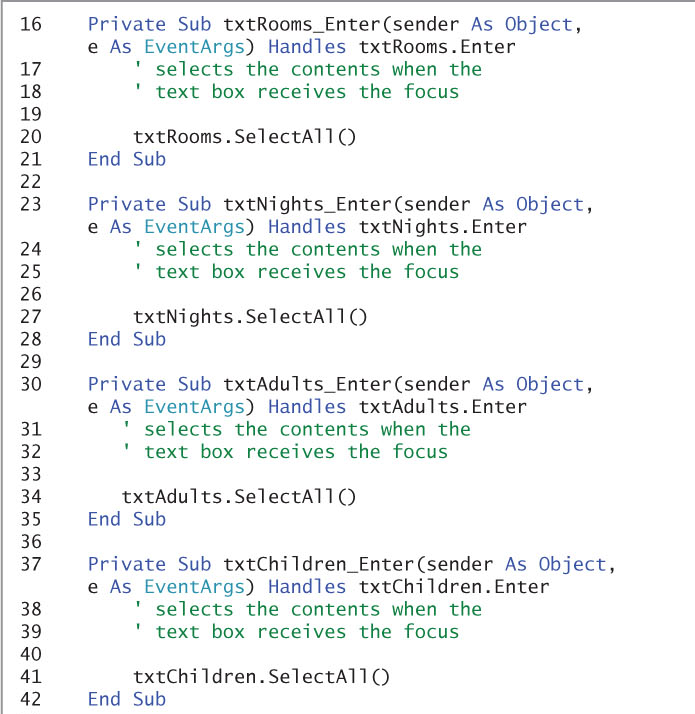 16 Private Sub txtRooms_Enter(sender As Object,
e As EventArgs) Handles txtRooms.Enter
17 ' selects the contents when the
18 ' text box receives the focus
19
20 txtRooms.SelectAll()
21 End Sub
22
23 Private Sub txtNights_Enter(sender As Object,
e As EventArgs) Handles txtNights.Enter
24 ' selects the contents when the
25 ' text box receives the focus
26
27 txtNights.SelectAll()
28 End Sub
29
30 Private Sub txtAdults_Enter(sender As Object,
e As EventArgs) Handles txtAdults.Enter
31 ' selects the contents when the
32 ' text box receives the focus
33
34 txtAdults.SelectAll()
35 End Sub
36
37 Private Sub txtChildren_Enter(sender As Object,
e As EventArgs) Handles txtChildren.Enter
38 ' selects the contents when the
39 ' text box receives the focus
40
41 txtChildren.SelectAll()
42 End Sub